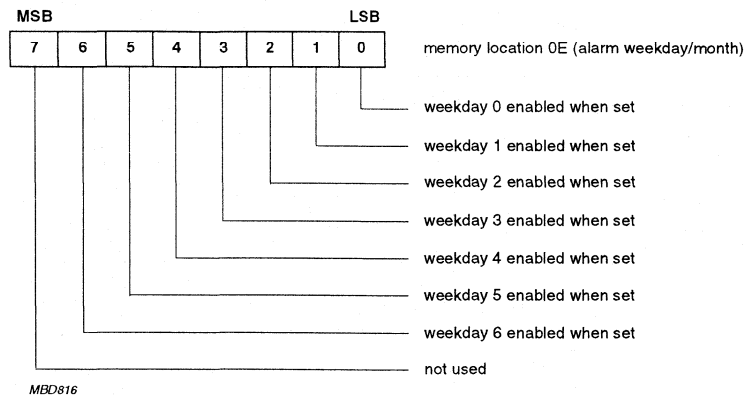 MSB LSB
7 6 5 4 3 2 1 0 memory location 0E (alarm weekday/month)
weekday 0 enabled when set
weekday 1 enabled when set
weekday 2 enabled when set
weekday 3 enabled when set
weekday 4 enabled when set
weekday 5 enabled when set
weekday 6 enabled when set
not used
MBD816